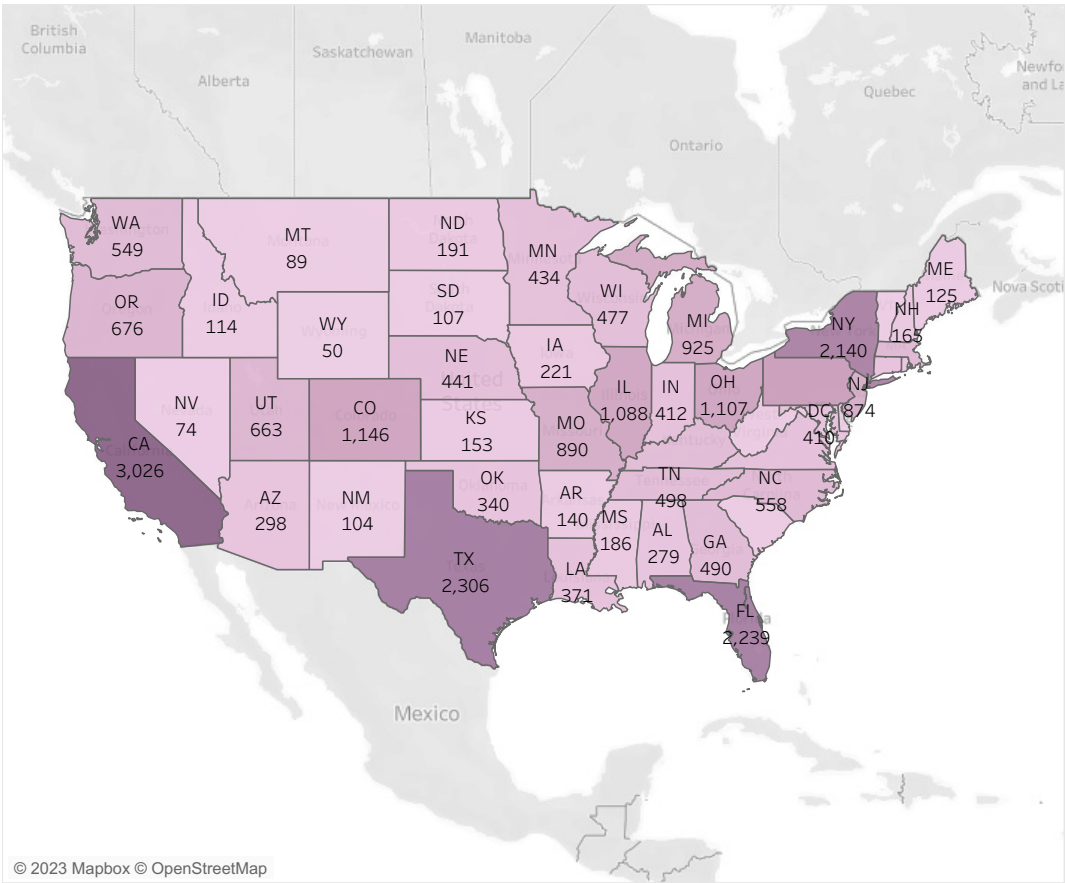 British
Columbia
Alberta
Saskatchewan
Manitoba
Ontario
Quebec
Newfo
and La
Nova Scoti
WA
549
OR
676
ID
114
MT
89
WY
50
ND
191
SD
107
NE
441
United
States
KS
153
MN
434
IA
221
WI
477
MI
925
ME
125
NH
165
NY
2,140
NJ
874
DC
410
OH
1,107
IN
412
IL
1,088
MO
890
CO
1,146
UT
663
NV
74
CA
3,026
AZ
298
NM
104
OK
340
AR
140
TN
498
NC
558
MS
186
AL
279
GA
490
LA
371
TX
2,306
FL
2,239
Mexico
© 2023 Mapbox © OpenStreetMap